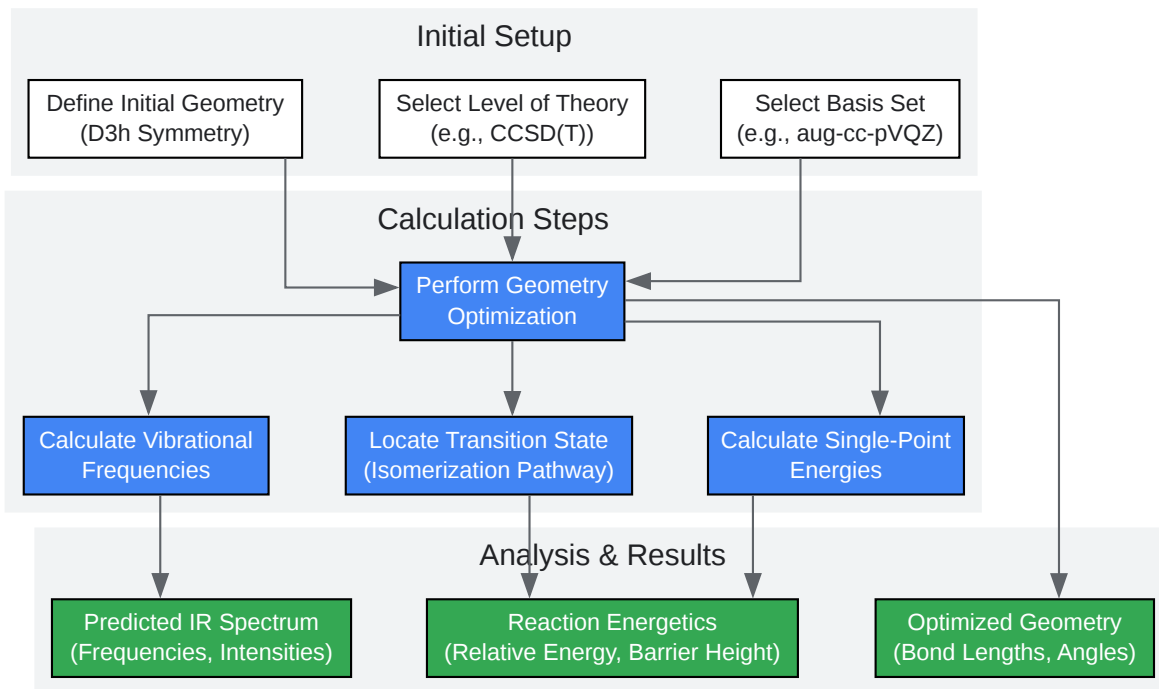 Initial Setup
Define Initial Geometry
(D3h Symmetry)
Select Level of Theory
(e.g., CCSD(T))
Select Basis Set
(e.g., aug-cc-pVQZ)
Calculation Steps
Perform Geometry
Optimization
Calculate Vibrational
Frequencies
Locate Transition State
(Isomerization Pathway)
Calculate Single-Point
Energies
Analysis & Results
Predicted IR Spectrum
(Frequencies, Intensities)
Reaction Energetics
(Relative Energy, Barrier Height)
Optimized Geometry
(Bond Lengths, Angles)